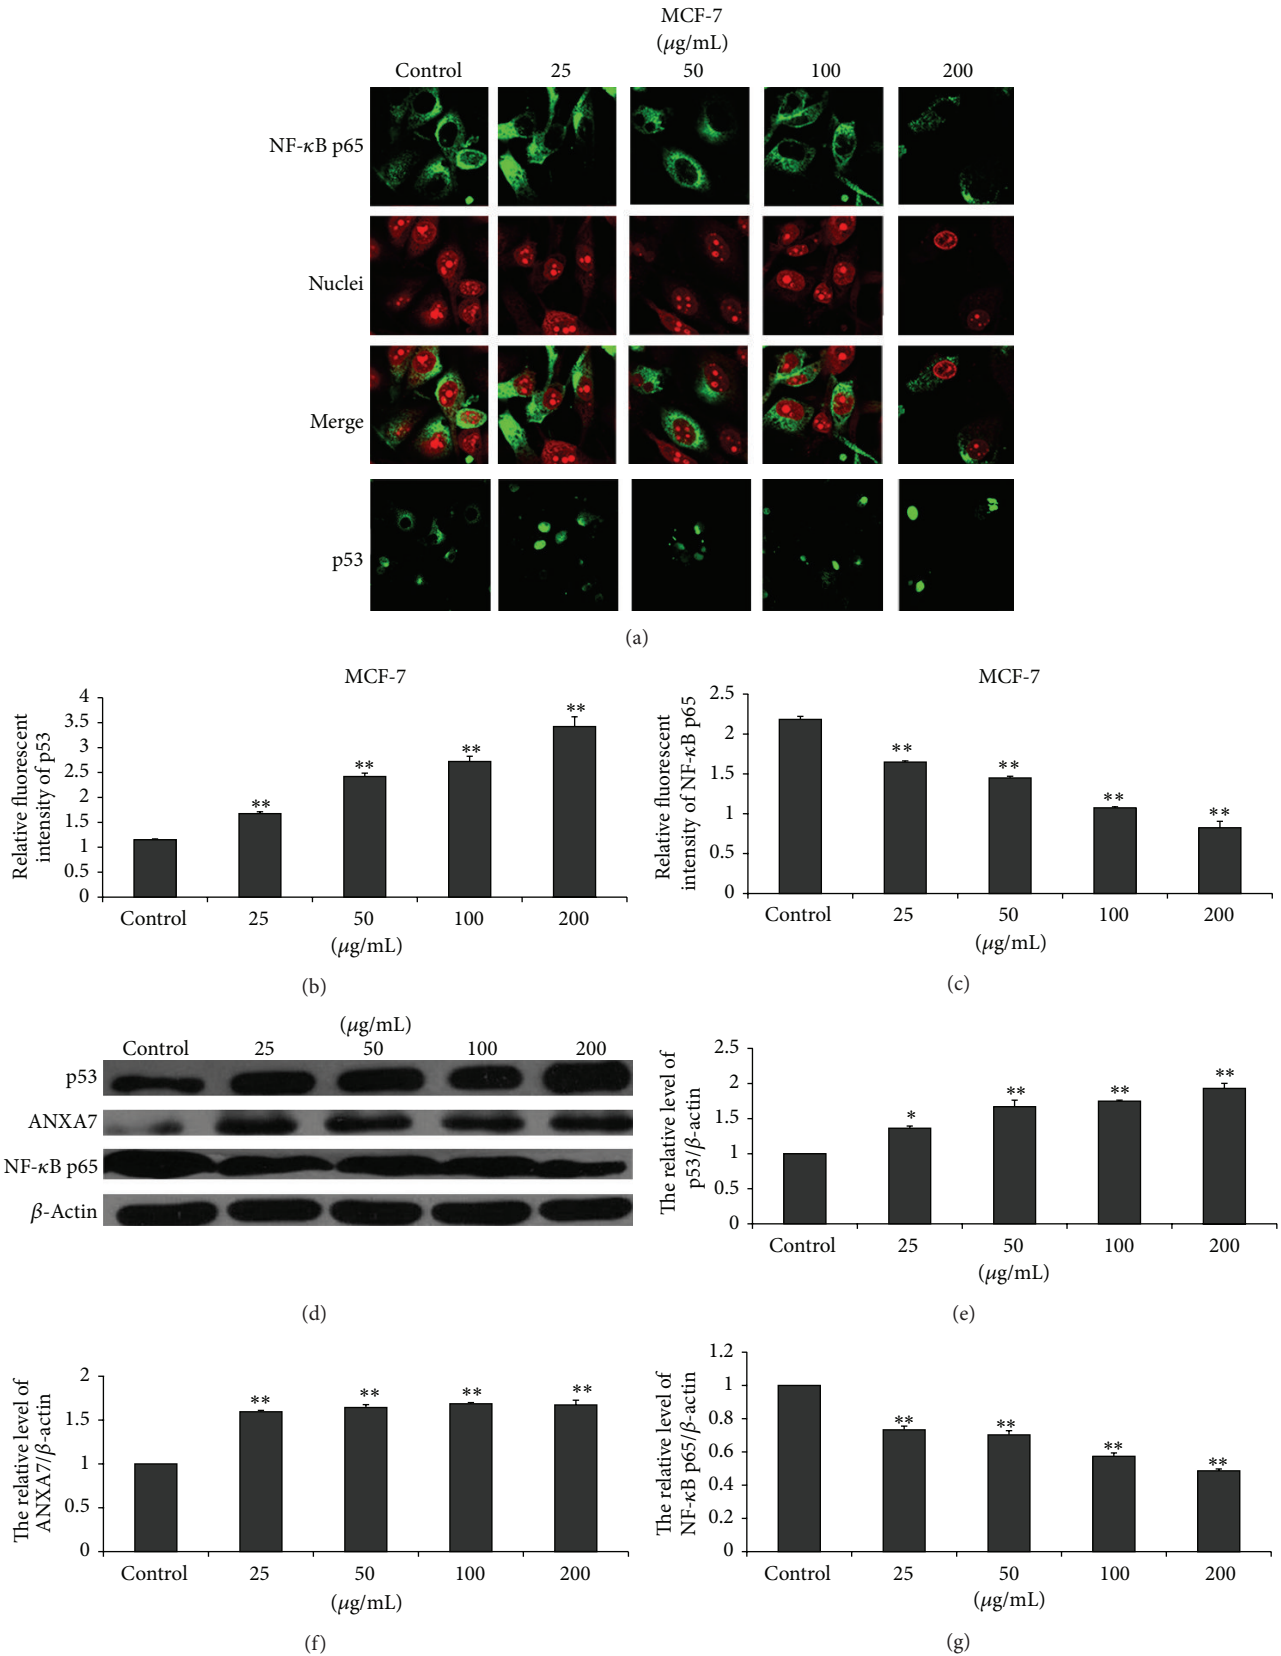 MCF-7
(μg/mL)
Control 25 50 100 200
NF-κB p65
Nuclei
Merge
p53
(a)
MCF-7
Relative fluorescent
intensity of p53
4
3.5
3
2.5
2
1.5
1
0.5
0
** ** ** **
Control 25 50 100 200
(μg/mL)
(b)
MCF-7
Relative fluorescent
intensity of NF-κB p65
2.5
2
1.5
1
0.5
0
** ** ** **
Control 25 50 100 200
(μg/mL)
(c)
(μg/mL)
Control 25 50 100 200
p53
ANXA7
NF-κB p65
β-Actin
(d)
The relative level of
p53/β-actin
2.5
2
1.5
1
0.5
0
* ** ** **
Control 25 50 100 200
(μg/mL)
(e)
The relative level of
ANXA7/β-actin
2
1.5
1
0.5
0
** ** ** **
Control 25 50 100 200
(μg/mL)
(f)
The relative level of
NF-κB p65/β-actin
1.2
1
0.8
0.6
0.4
0.2
0
** ** ** **
Control 25 50 100 200
(μg/mL)
(g)